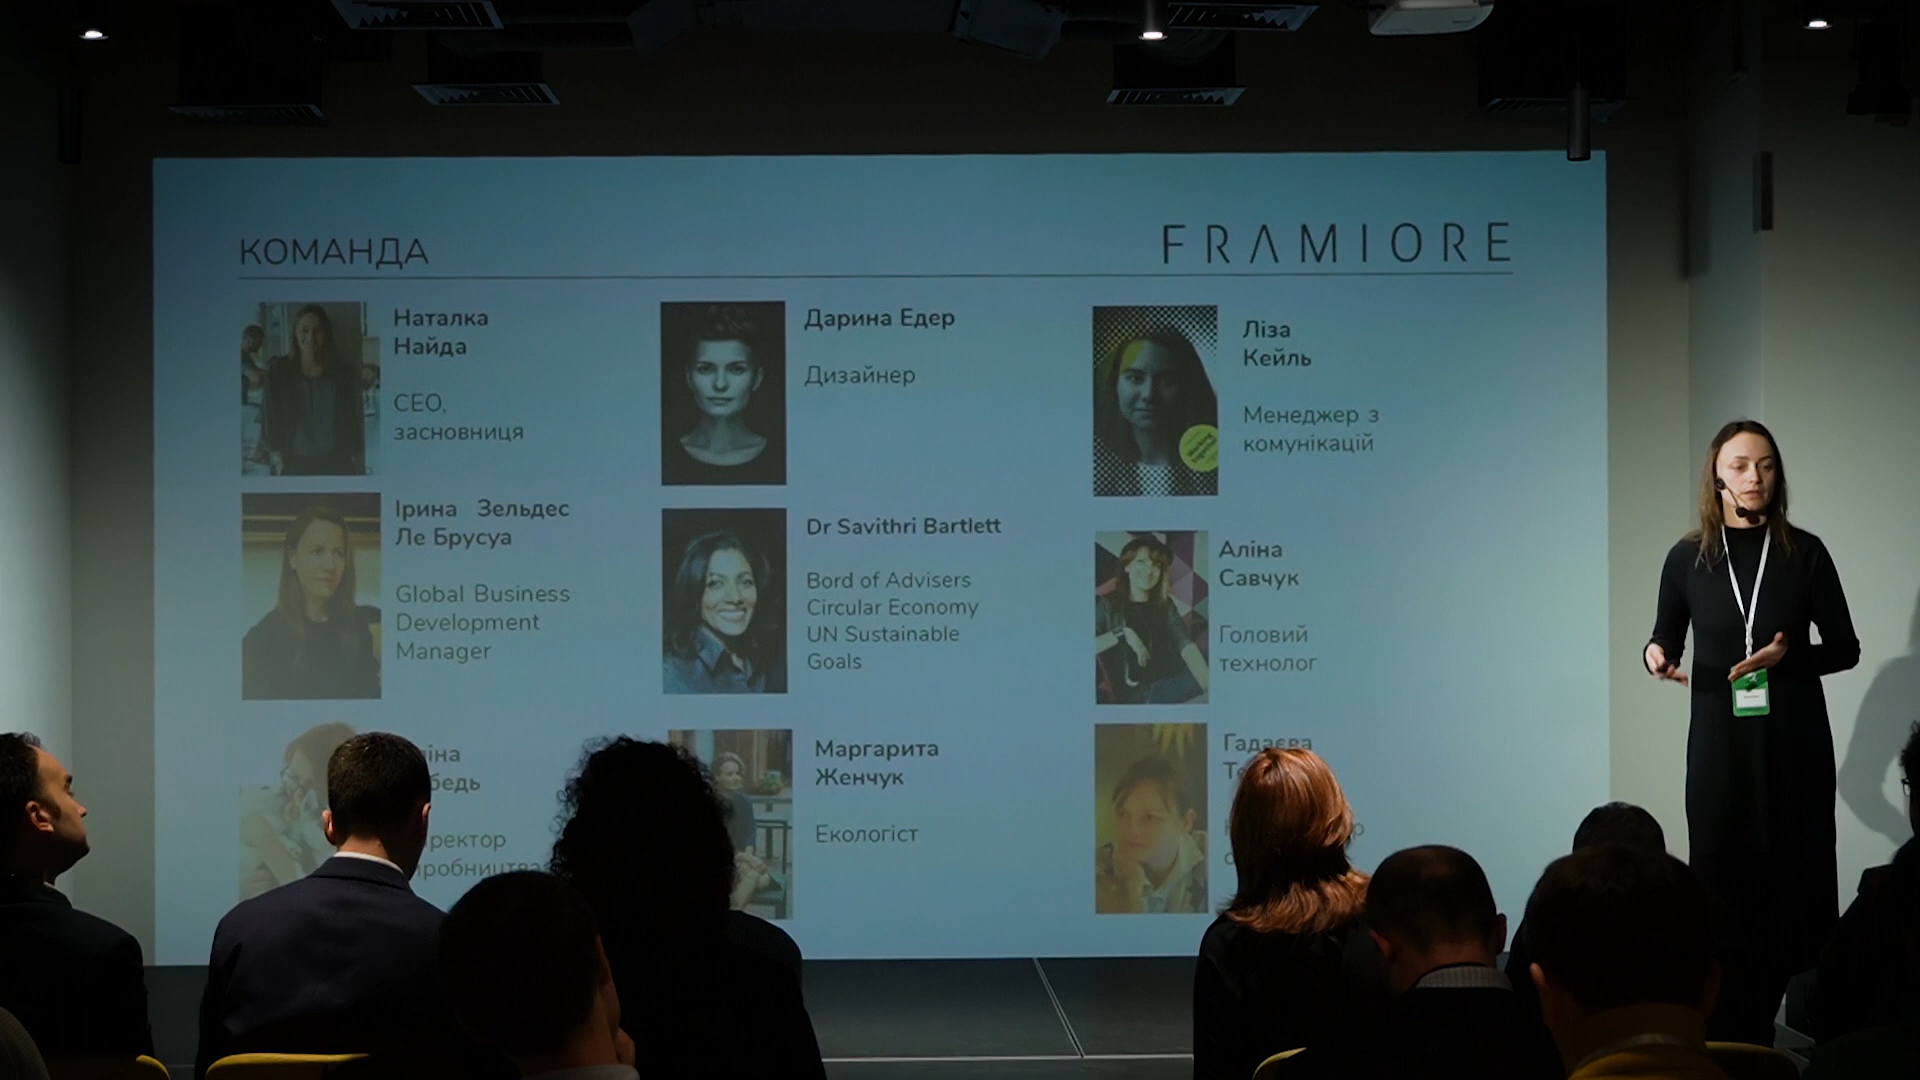 КОМАНДА
FRAMIORE
Наталка
Найда
CEO,
засновниця
Дарина Едер
Дизайнер
Ліза
Кейль
Менеджер з
комунікацій
Ірина Зельдес
Ле Брусуа
Global Business
Development
Manager
Dr Savithri Bartlett
Bord of Advisers
Circular Economy
UN Sustainable
Goals
Аліна
Савчук
Головий
технолог
Маргарита
Женчук
Екологіст
Гадаєва